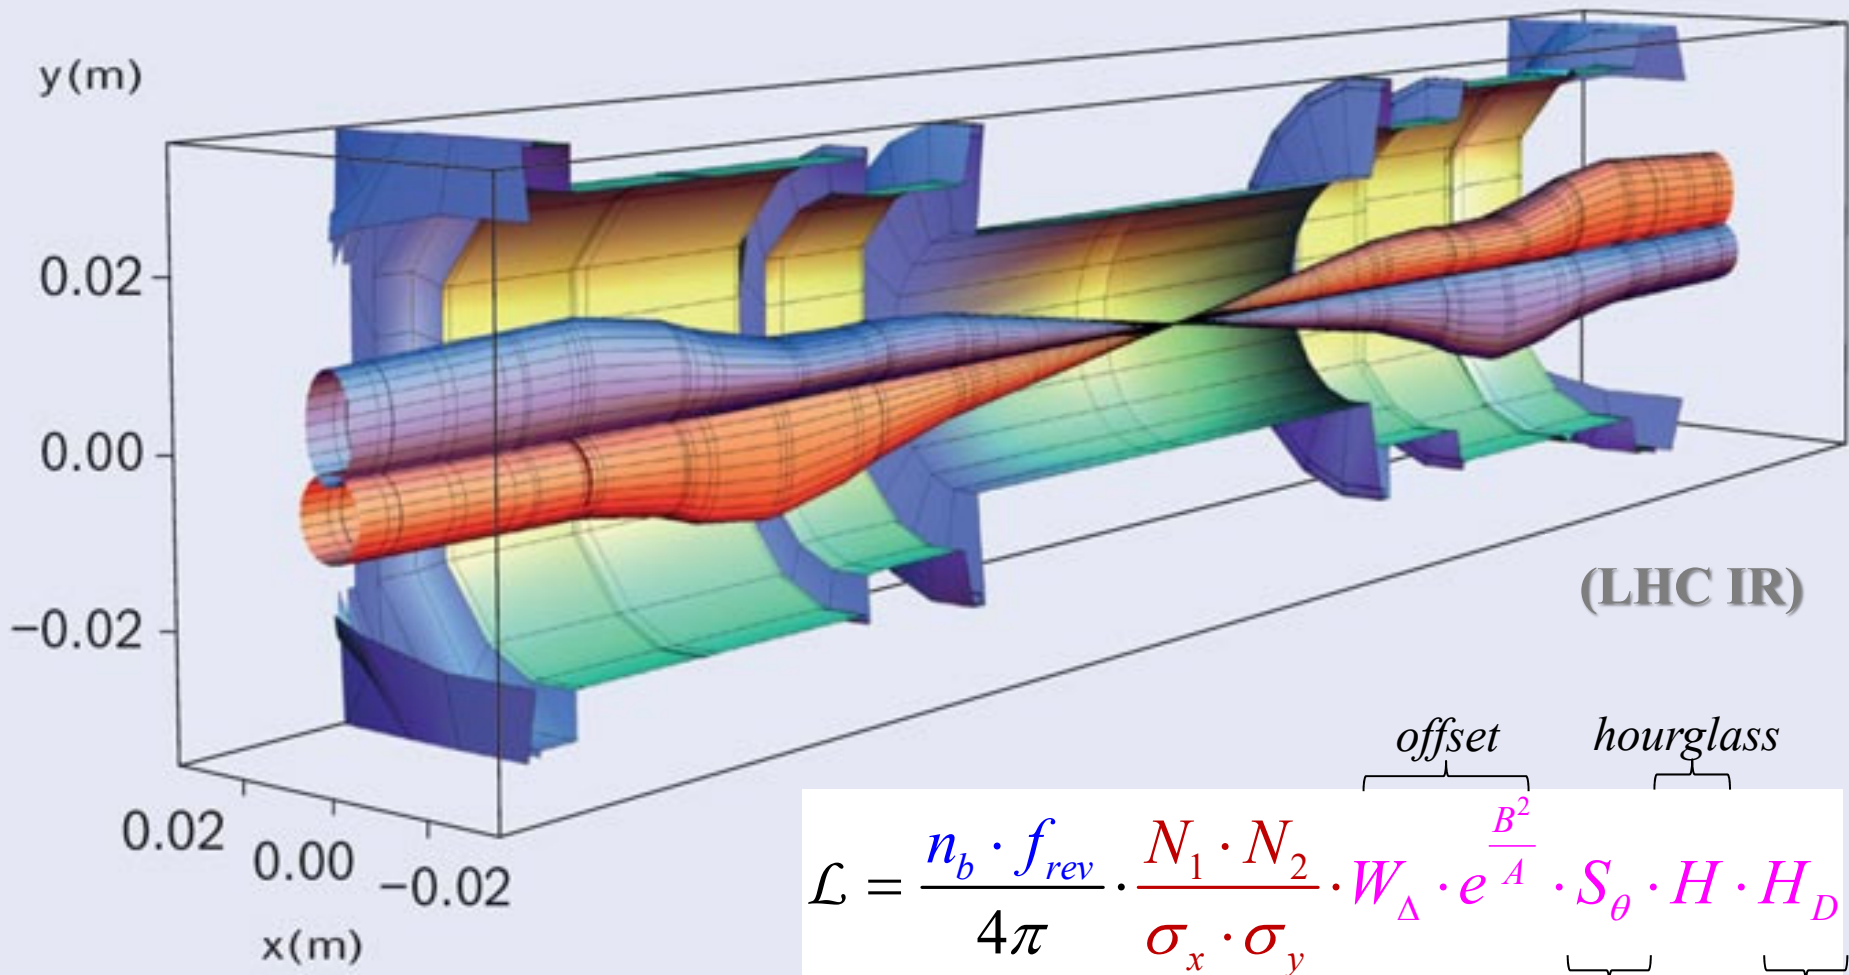 y(m)
0.02
0.00
−0.02
0.02
0.00
−0.02
x(m)
(LHC IR)
offset hourglass
ℒ = n_b · f_rev / 4π · N_1 · N_2 / σ_x · σ_y · W_Δ · e^{B²/A} · S_θ · H · H_D